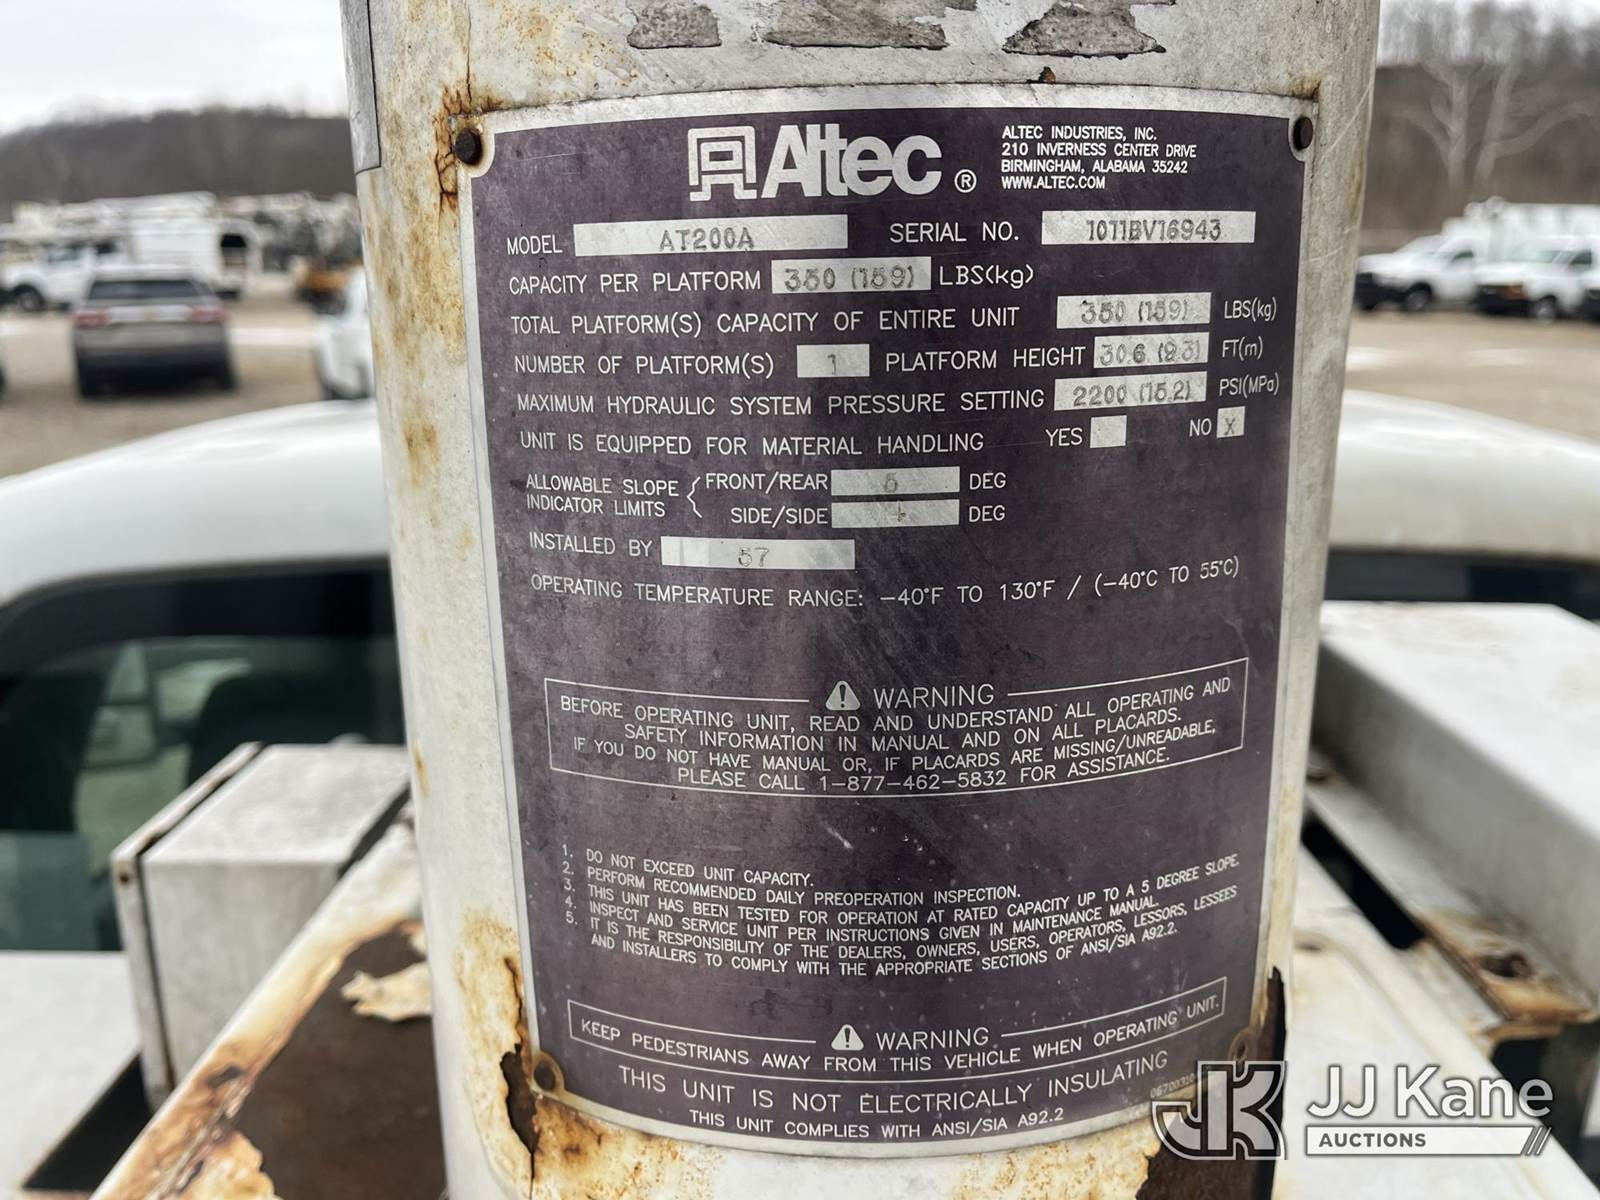 Altec ®
ALTEC INDUSTRIES, INC.
210 INVERNESS CENTER DRIVE
BIRMINGHAM, ALABAMA 35242
WWW.ALTEC.COM
MODEL AT200A SERIAL NO. 1011BV16943
CAPACITY PER PLATFORM 350 (159) LBS(kg)
TOTAL PLATFORM(S) CAPACITY OF ENTIRE UNIT 350 (159) LBS(kg)
NUMBER OF PLATFORM(S) 1 PLATFORM HEIGHT 30.6 (9.3) FT(m)
MAXIMUM HYDRAULIC SYSTEM PRESSURE SETTING 2200 (15.2) PSI(MPa)
UNIT IS EQUIPPED FOR MATERIAL HANDLING YES NO X
ALLOWABLE SLOPE INDICATOR LIMITS
FRONT/REAR 5 DEG
SIDE/SIDE DEG
INSTALLED BY 57
OPERATING TEMPERATURE RANGE: -40°F TO 130°F / (-40°C TO 55°C)
WARNING
BEFORE OPERATING UNIT, READ AND UNDERSTAND ALL OPERATING AND
SAFETY INFORMATION IN MANUAL AND ON ALL PLACARDS.
IF YOU DO NOT HAVE MANUAL OR, IF PLACARDS ARE MISSING/UNREADABLE,
PLEASE CALL 1-877-462-5832 FOR ASSISTANCE.
1. DO NOT EXCEED UNIT CAPACITY.
2. PERFORM RECOMMENDED DAILY PREOPERATION INSPECTION.
3. THIS UNIT HAS BEEN TESTED FOR OPERATION AT RATED CAPACITY UP TO A 5 DEGREE SLOPE.
4. INSPECT AND SERVICE UNIT PER INSTRUCTIONS GIVEN IN MAINTENANCE MANUAL.
5. IT IS THE RESPONSIBILITY OF THE DEALERS, OWNERS, USERS, OPERATORS, LESSORS, LESSEES
AND INSTALLERS TO COMPLY WITH THE APPROPRIATE SECTIONS OF ANSI/SIA A92.2.
WARNING
KEEP PEDESTRIANS AWAY FROM THIS VEHICLE WHEN OPERATING UNIT.
THIS UNIT IS NOT ELECTRICALLY INSULATING
THIS UNIT COMPLIES WITH ANSI/SIA A92.2
JK JJ Kane
AUCTIONS